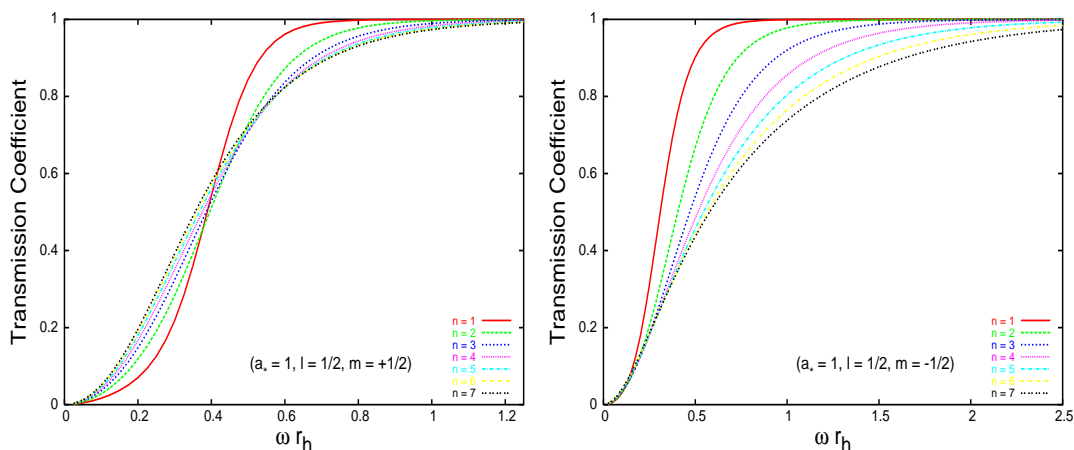 1
0.8
0.6
0.4
0.2
0
Transmission Coefficient
n = 1
n = 2
n = 3
n = 4
n = 5
n = 6
n = 7
(a* = 1, l = 1/2, m = +1/2)
0 0.2 0.4 0.6 0.8 1 1.2
ω rh
1
0.8
0.6
0.4
0.2
0
Transmission Coefficient
n = 1
n = 2
n = 3
n = 4
n = 5
n = 6
n = 7
(a* = 1, l = 1/2, m = -1/2)
0 0.5 1 1.5 2 2.5
ω rh